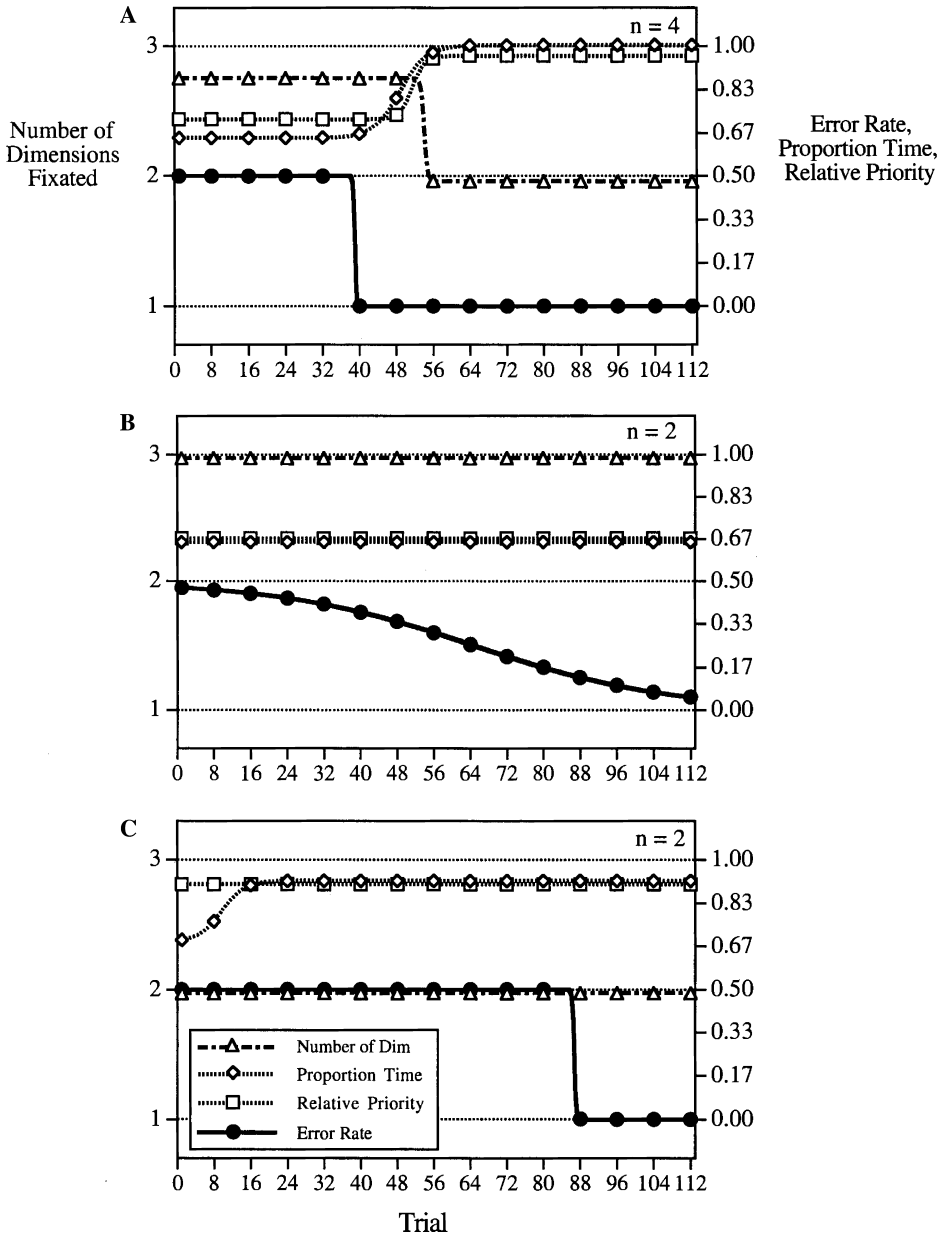 A
n = 4
3
2
1
1.00
0.83
0.67
0.50
0.33
0.17
0.00
Number of
Dimensions
Fixated
Error Rate,
Proportion Time,
Relative Priority
0 8 16 24 32 40 48 56 64 72 80 88 96 104 112
B
n = 2
3
2
1
1.00
0.83
0.67
0.50
0.33
0.17
0.00
0 8 16 24 32 40 48 56 64 72 80 88 96 104 112
C
n = 2
3
2
1
1.00
0.83
0.67
0.50
0.33
0.17
0.00
Number of Dim
Proportion Time
Relative Priority
Error Rate
0 8 16 24 32 40 48 56 64 72 80 88 96 104 112
Trial